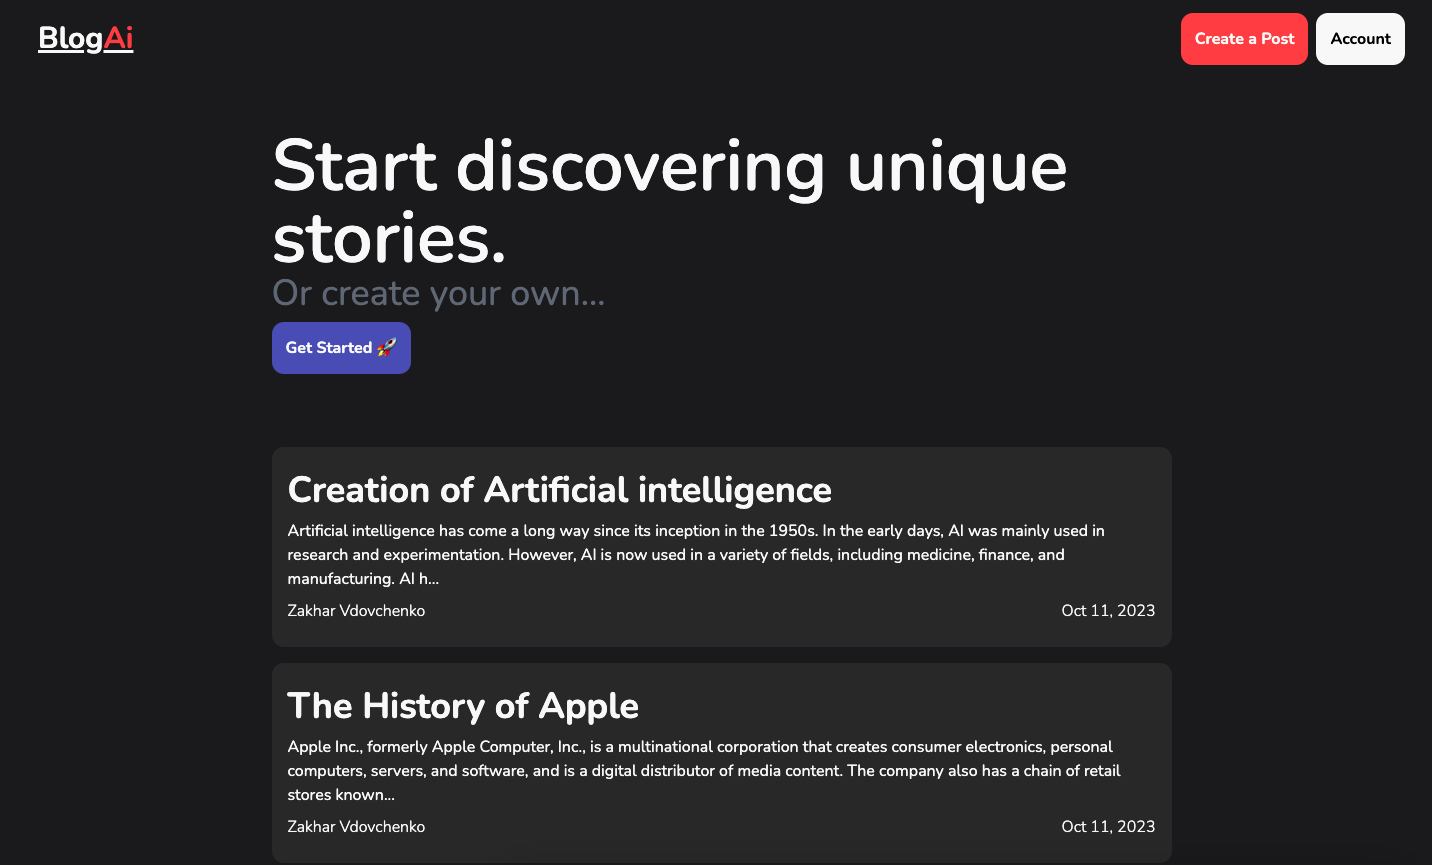 BlogAi
Create a Post
Account
Start discovering unique
stories.
Or create your own...
Get Started 🚀
Creation of Artificial intelligence
Artificial intelligence has come a long way since its inception in the 1950s. In the early days, AI was mainly used in
research and experimentation. However, AI is now used in a variety of fields, including medicine, finance, and
manufacturing. AI h...
Zakhar Vdovchenko
Oct 11, 2023
The History of Apple
Apple Inc., formerly Apple Computer, Inc., is a multinational corporation that creates consumer electronics, personal
computers, servers, and software, and is a digital distributor of media content. The company also has a chain of retail
stores known...
Zakhar Vdovchenko
Oct 11, 2023